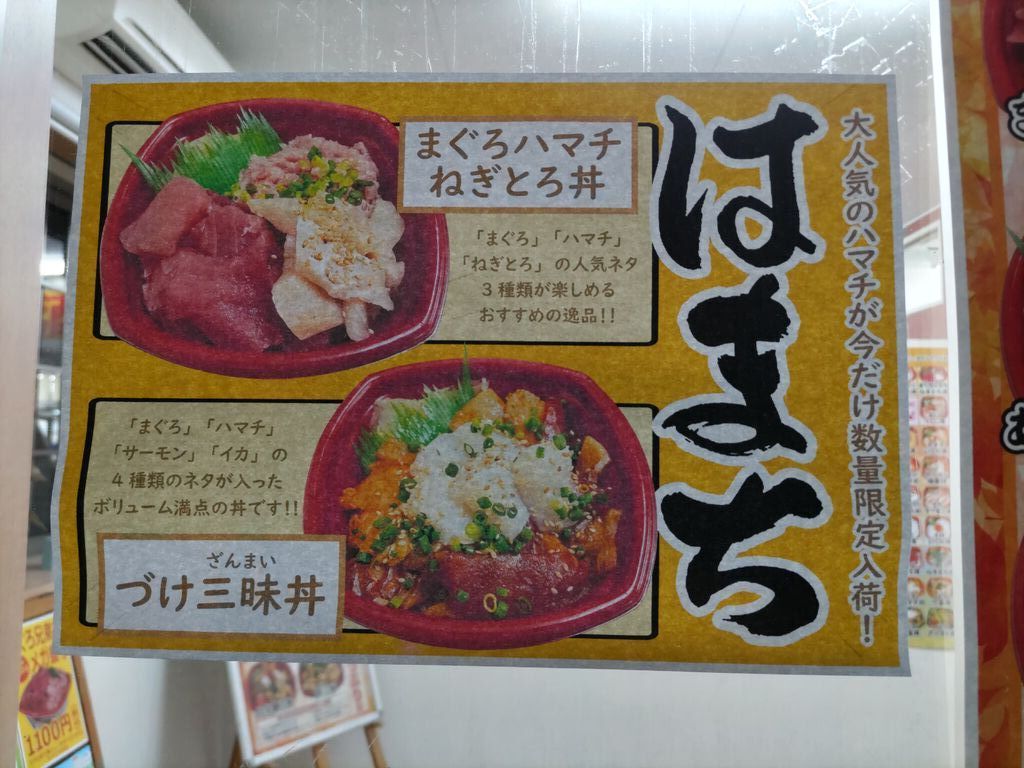 大人気のハマチが今だけ数量限定入荷！
はまち
まぐろハマチ
ねぎとろ丼
「まぐろ」「ハマチ」
「ねぎとろ」の人気ネタ
3種類が楽しめる
おすすめの逸品!!
「まぐろ」「ハマチ」
「サーモン」「イカ」の
4種類のネタが入った
ボリューム満点の丼です!!
ざんまい
づけ三昧丼
1100円